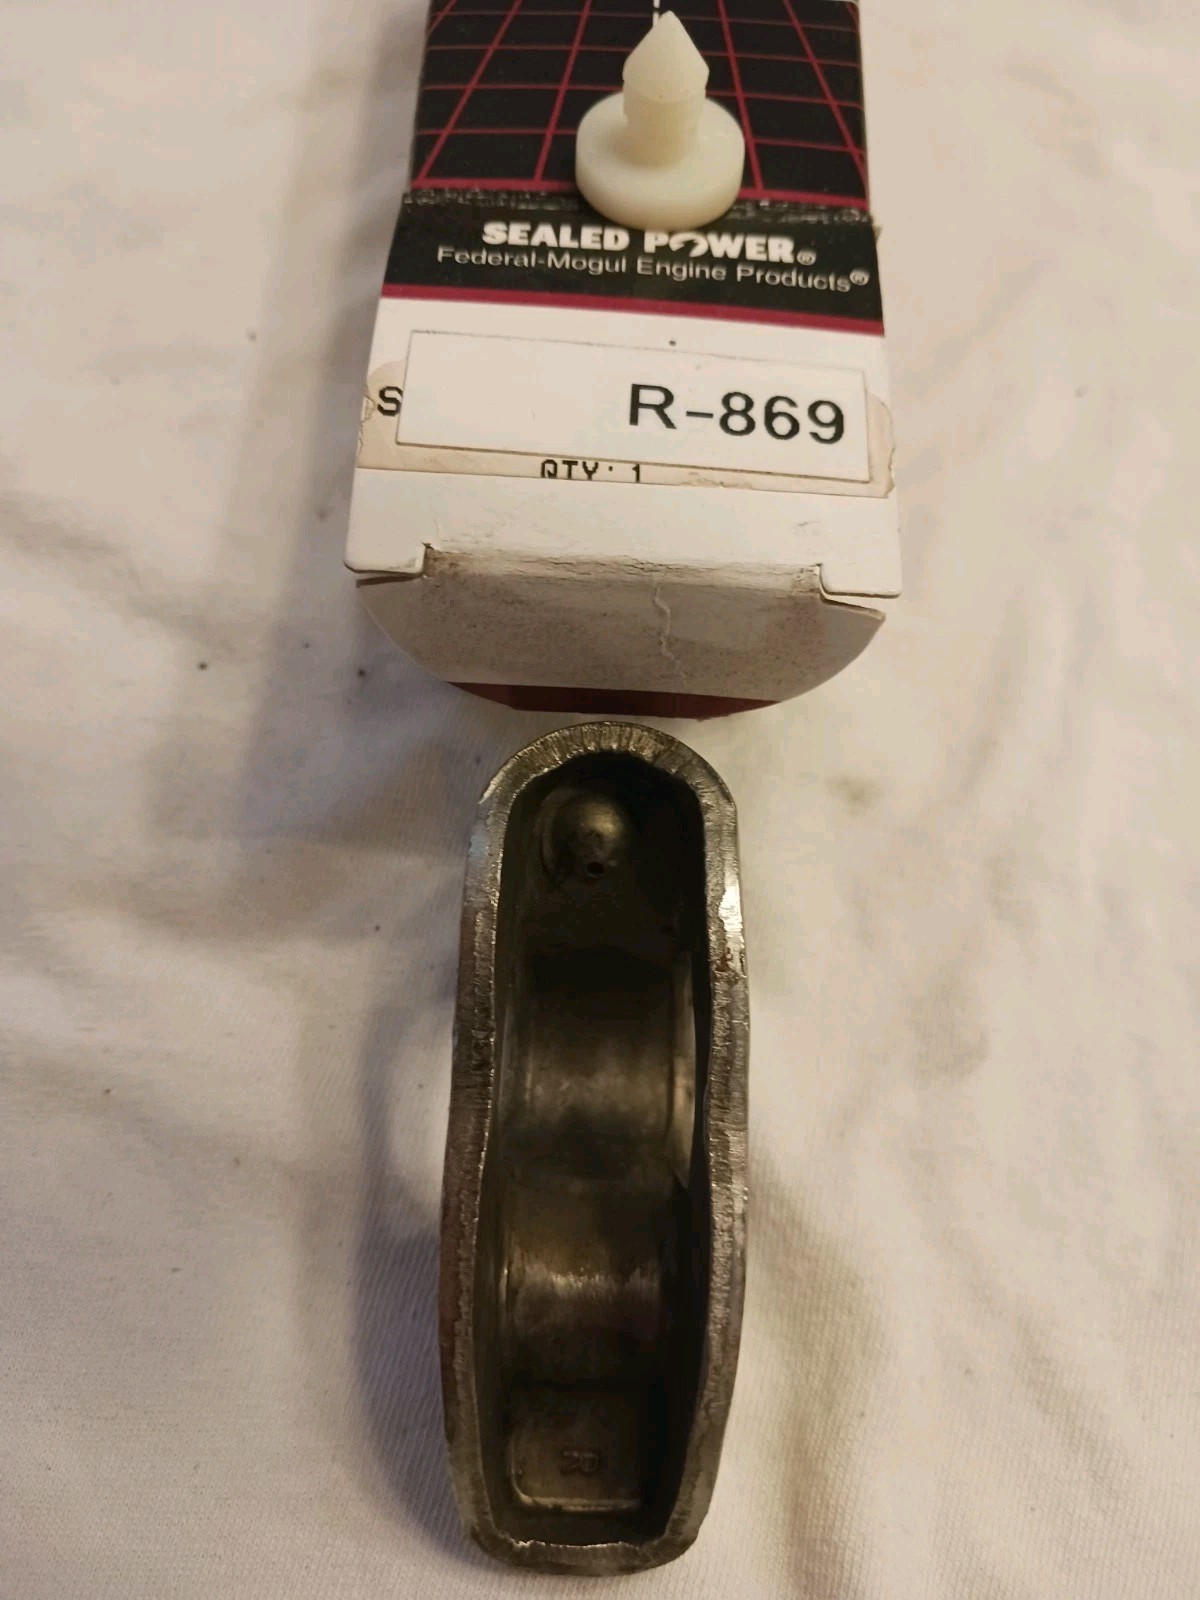 SEALED POWER®
Federal-Mogul Engine Products®
S
R-869
QTY: 1